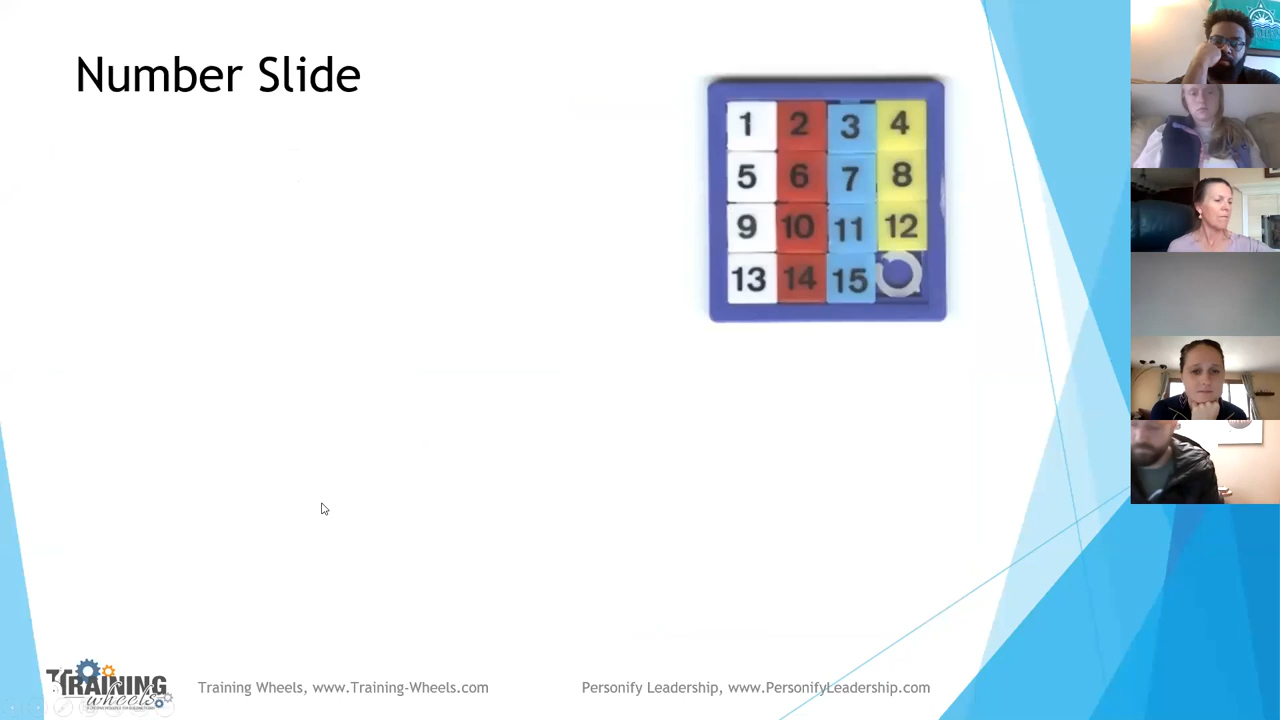 Number Slide
1 2 3 4
5 6 7 8
9 10 11 12
13 14 15
TRAINING
wheels
Training Wheels, www.Training-Wheels.com
Personify Leadership, www.PersonifyLeadership.com